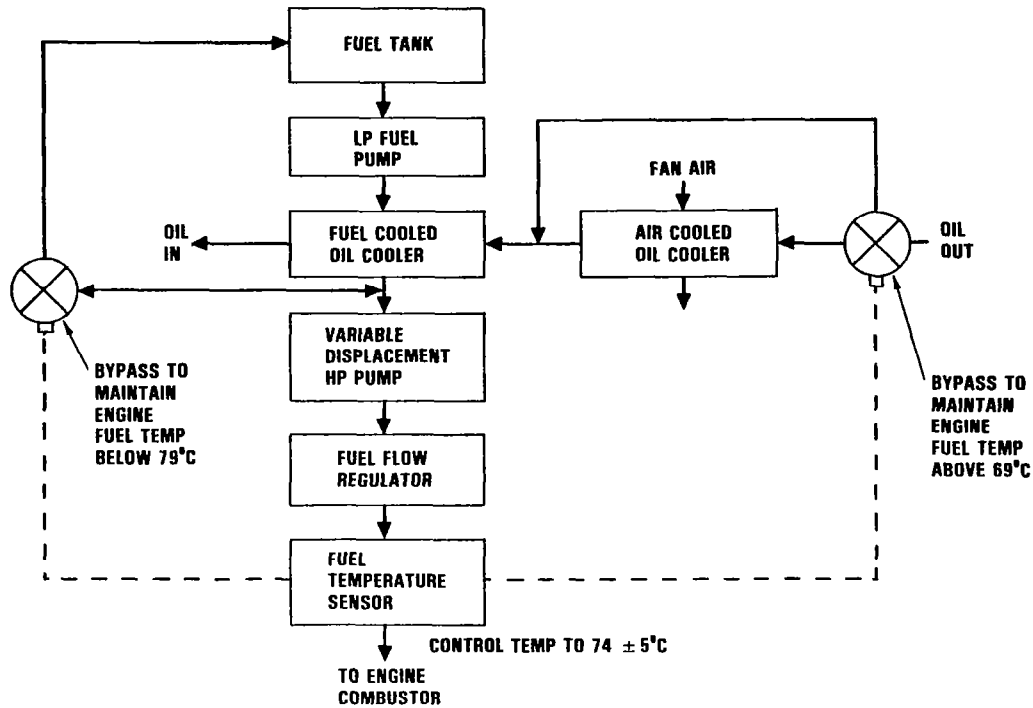 FUEL TANK
LP FUEL
PUMP
FAN AIR
OIL
IN
FUEL COOLED
OIL COOLER
AIR COOLED
OIL COOLER
OIL
OUT
VARIABLE
DISPLACEMENT
HP PUMP
BYPASS TO
MAINTAIN
ENGINE
FUEL TEMP
BELOW 79°C
BYPASS TO
MAINTAIN
ENGINE
FUEL TEMP
ABOVE 69°C
FUEL FLOW
REGULATOR
FUEL
TEMPERATURE
SENSOR
CONTROL TEMP TO 74 ± 5°C
TO ENGINE
COMBUSTOR